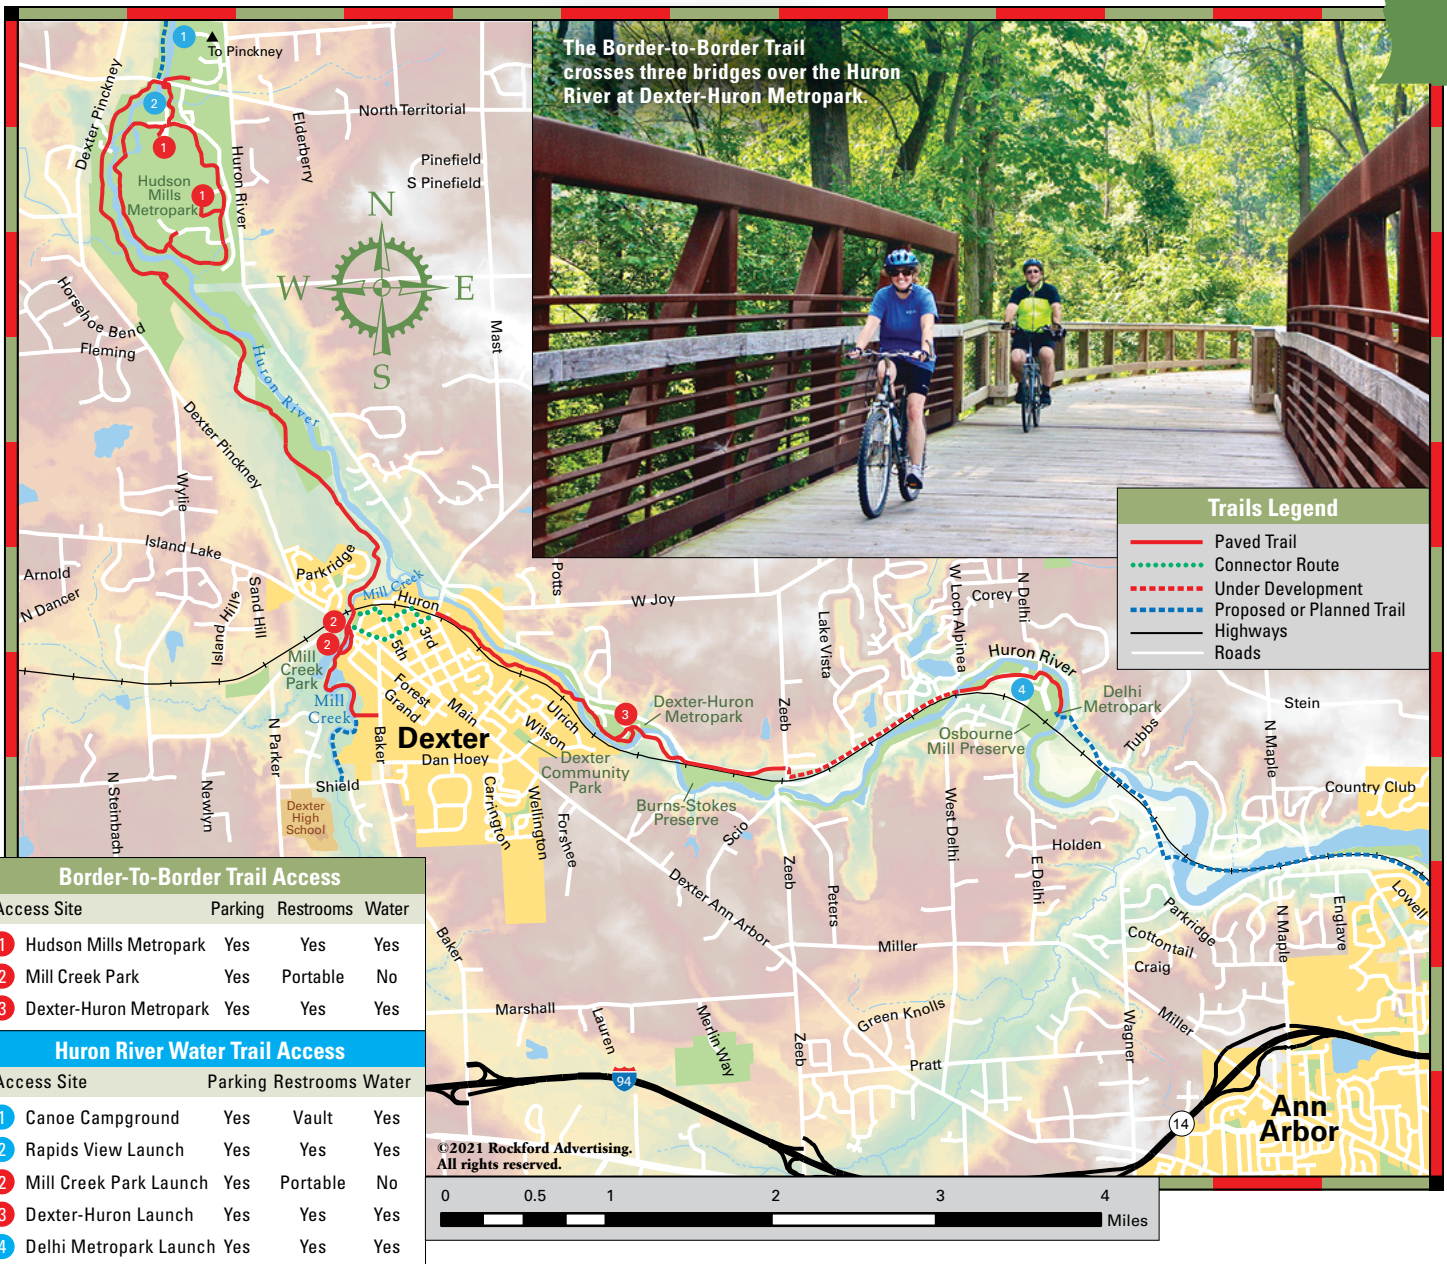 The Border-to-Border Trail
crosses three bridges over the Huron
River at Dexter-Huron Metropark.
1
To Pinckney
2
Dexter Pinckney
North Territorial
Elderberry
Pinefield
S Pinefield
1
Hudson
Mills
Metropark
1
Huron River
N
W
E
S
Horsehoe Bend
Fleming
Huron River
Mast
Dexter Pinckney
Wylie
Island Lake
Parkridge
Arnold
N Dancer
Island Hills
Sand Hill
Mill Creek
Huron
Potts
W Joy
2
2
Mill
Creek
Park
Mill
Creek
3rd
5th
Forest
Grand
Main
Ulrich
Wilson
N Parker
Baker
Dexter
Dan Hoey
Shield
Dexter
High
School
N Steinbach
Newlyn
Carrington
Wellington
Forshee
Dexter
Community
Park
3
Dexter-Huron
Metropark
Burns-Stokes
Preserve
Scio
Zeeb
Lake Vista
W Loch Alpinea
Corey
N Delhi
Huron River
4
Delhi
Metropark
Osbourne
Mill Preserve
Tubbs
Stein
N Maple
Country Club
West Delhi
E Delhi
Holden
Zeeb
Peters
Dexter Ann Arbor
Miller
Baker
Parkridge
Cottontail
Craig
N Maple
Englave
Lowell
Marshall
Lauren
Merlin Way
Zeeb
Green Knolls
Pratt
Wagner
Miller
94
14
Ann
Arbor
Trails Legend
Paved Trail
Connector Route
Under Development
Proposed or Planned Trail
Highways
Roads
Border-To-Border Trail Access
Access Site Parking Restrooms Water
1 Hudson Mills Metropark Yes Yes Yes
2 Mill Creek Park Yes Portable No
3 Dexter-Huron Metropark Yes Yes Yes
Huron River Water Trail Access
Access Site Parking Restrooms Water
1 Canoe Campground Yes Vault Yes
2 Rapids View Launch Yes Yes Yes
2 Mill Creek Park Launch Yes Portable No
3 Dexter-Huron Launch Yes Yes Yes
4 Delhi Metropark Launch Yes Yes Yes
©2021 Rockford Advertising.
All rights reserved.
0 0.5 1 2 3 4
Miles